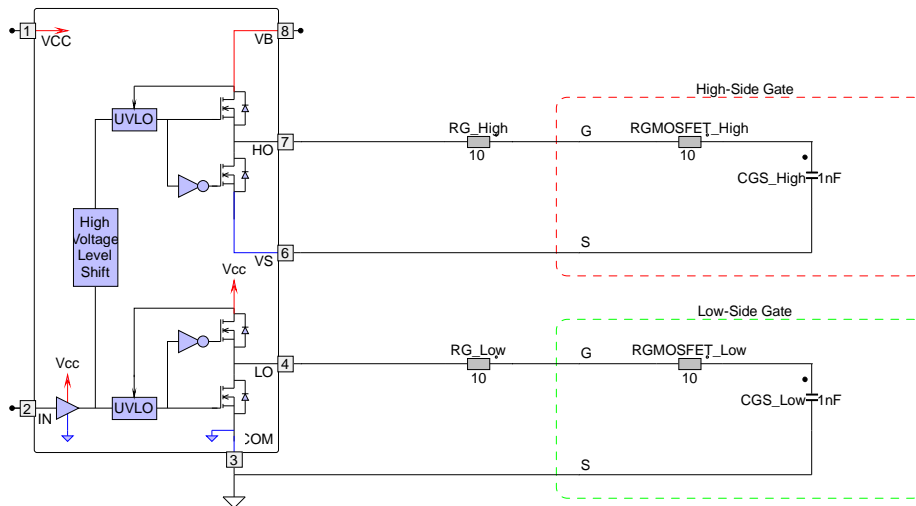 1
VCC
VB
8
High-Side Gate
UVLO
HO
7
RG_High
10
G
RGMOSFET_High
10
CGS_High
1nF
High
Voltage
Level
Shift
VS
6
S
Vcc
Low-Side Gate
LO
4
RG_Low
10
G
RGMOSFET_Low
10
Vcc
CGS_Low
1nF
2
IN
UVLO
COM
3
S